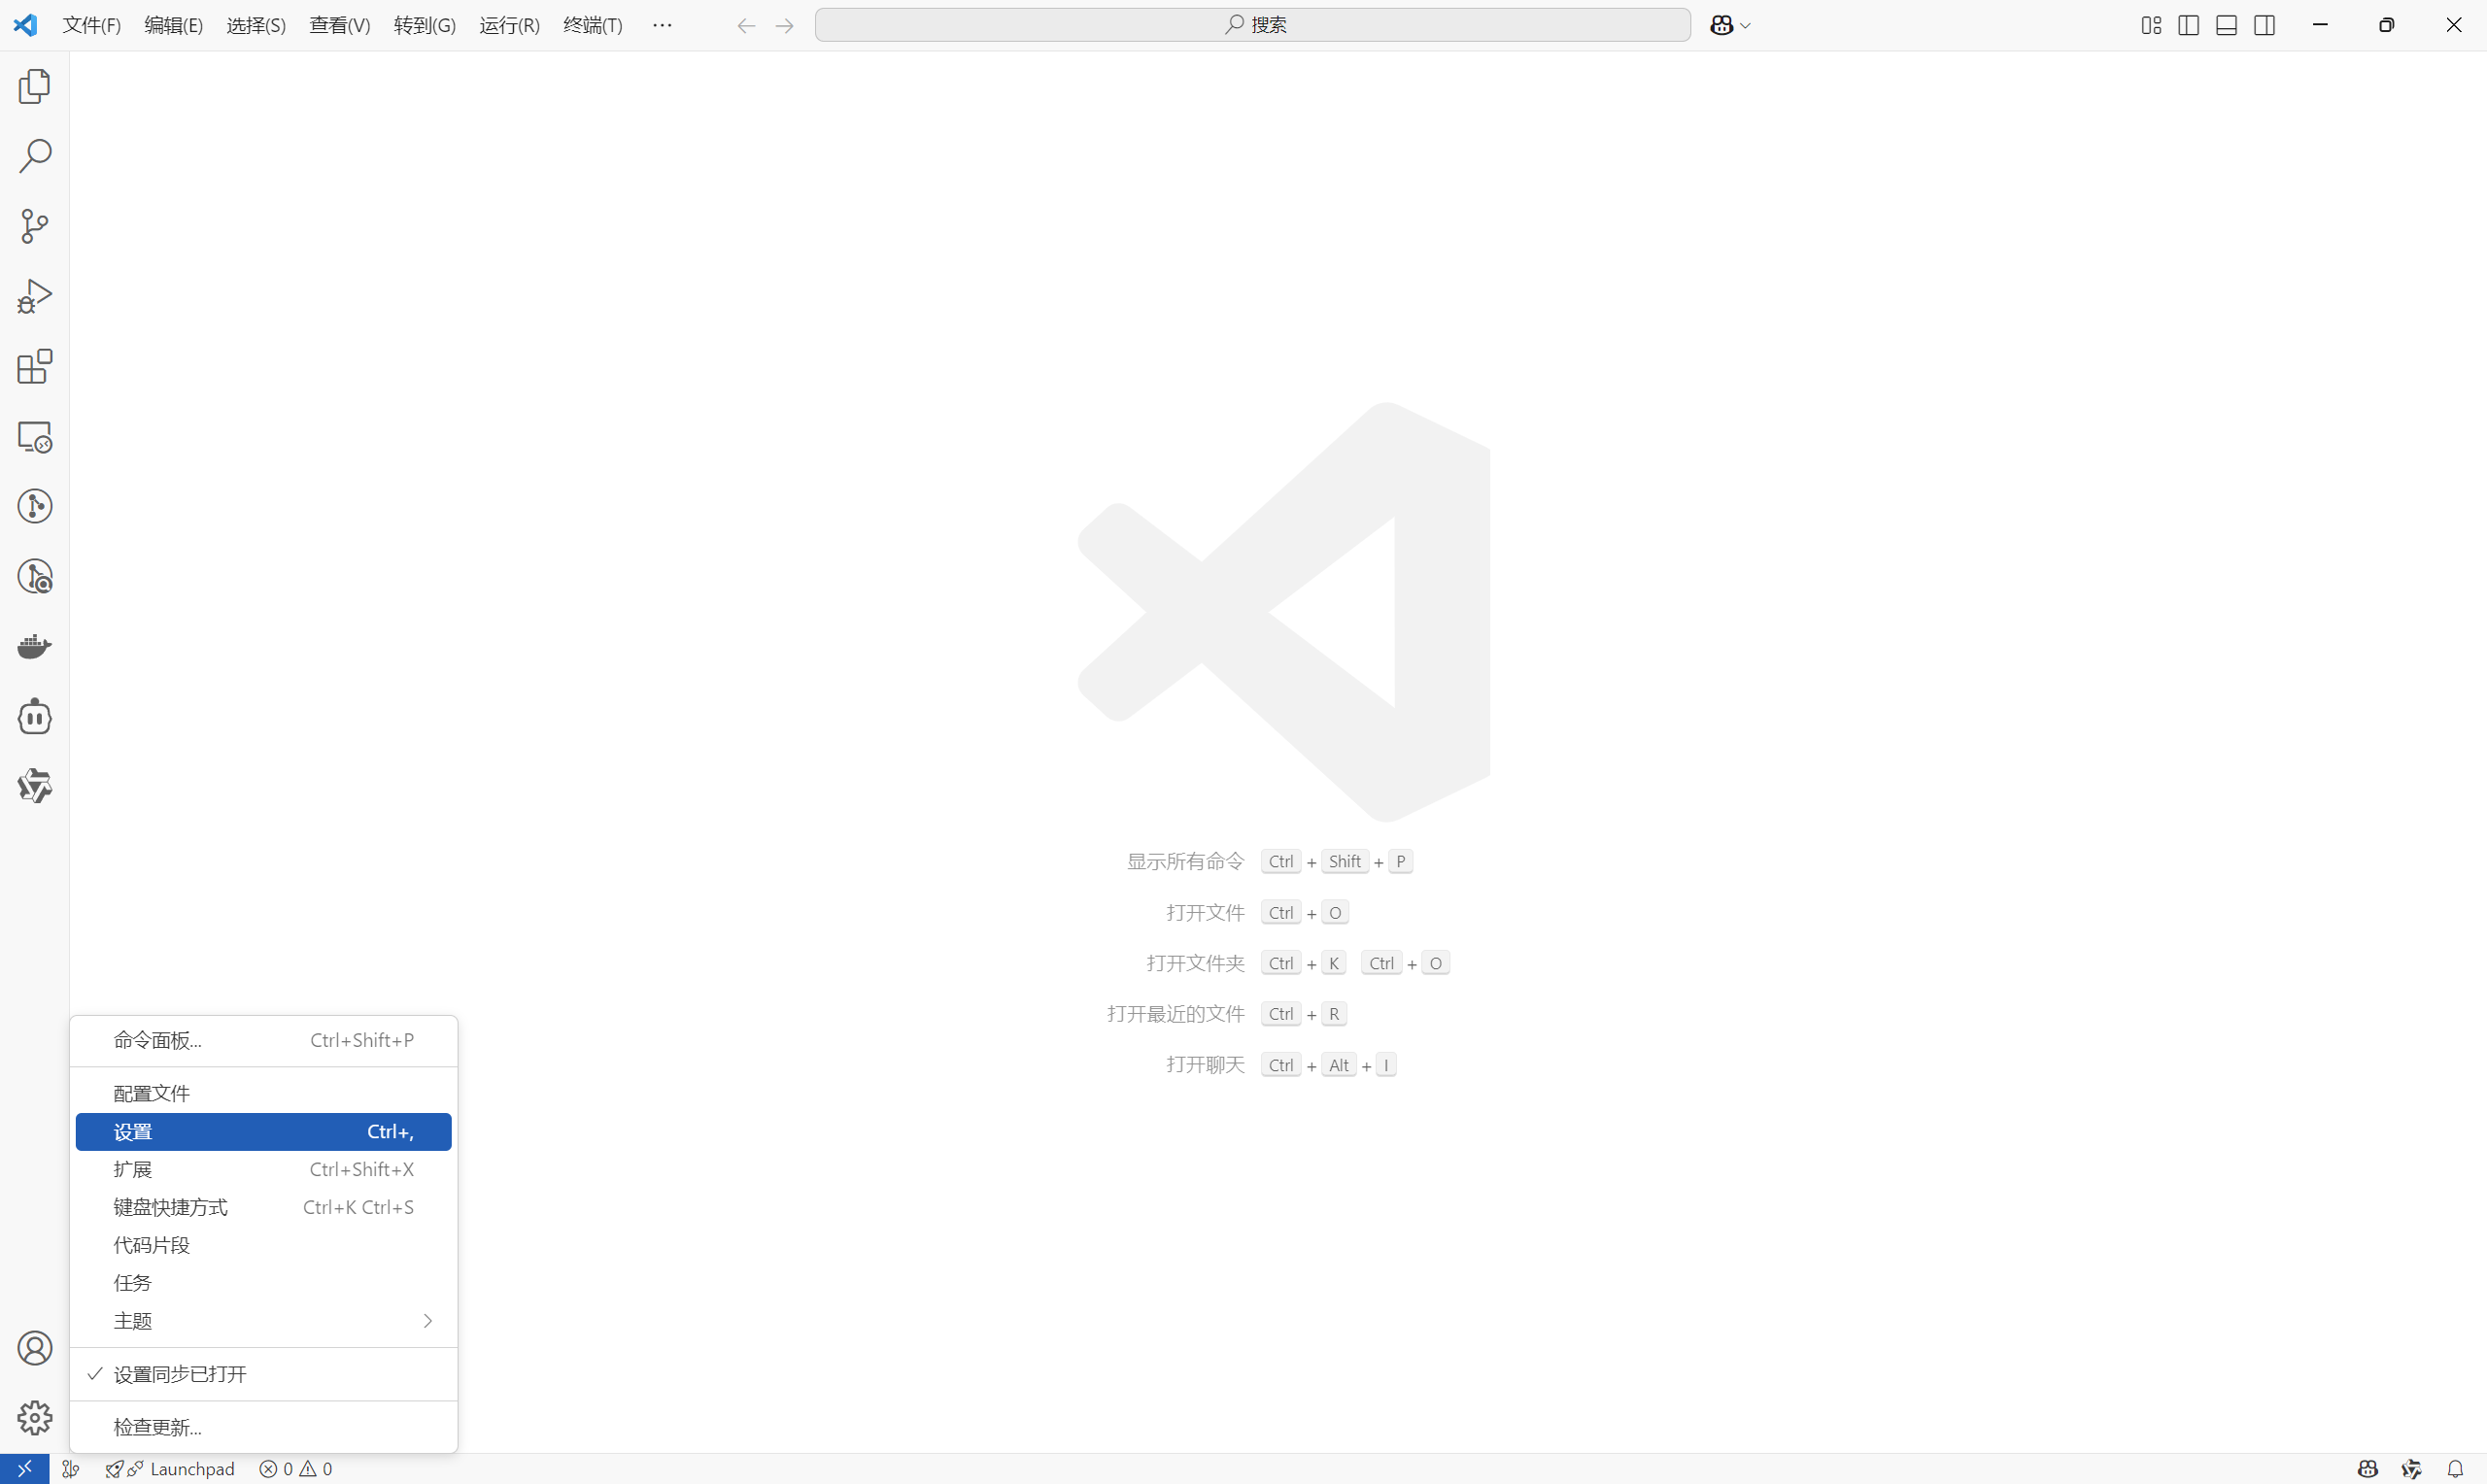 文件(F) 编辑(E) 选择(S) 查看(V) 转到(G) 运行(R) 终端(T) ··· 搜索
显示所有命令 Ctrl + Shift + P
打开文件 Ctrl + O
打开文件夹 Ctrl + K Ctrl + O
打开最近的文件 Ctrl + R
打开聊天 Ctrl + Alt + I
命令面板... Ctrl+Shift+P
配置文件
设置 Ctrl+,
扩展 Ctrl+Shift+X
键盘快捷方式 Ctrl+K Ctrl+S
代码片段
任务
主题
设置同步已打开
检查更新...
Launchpad 0 0